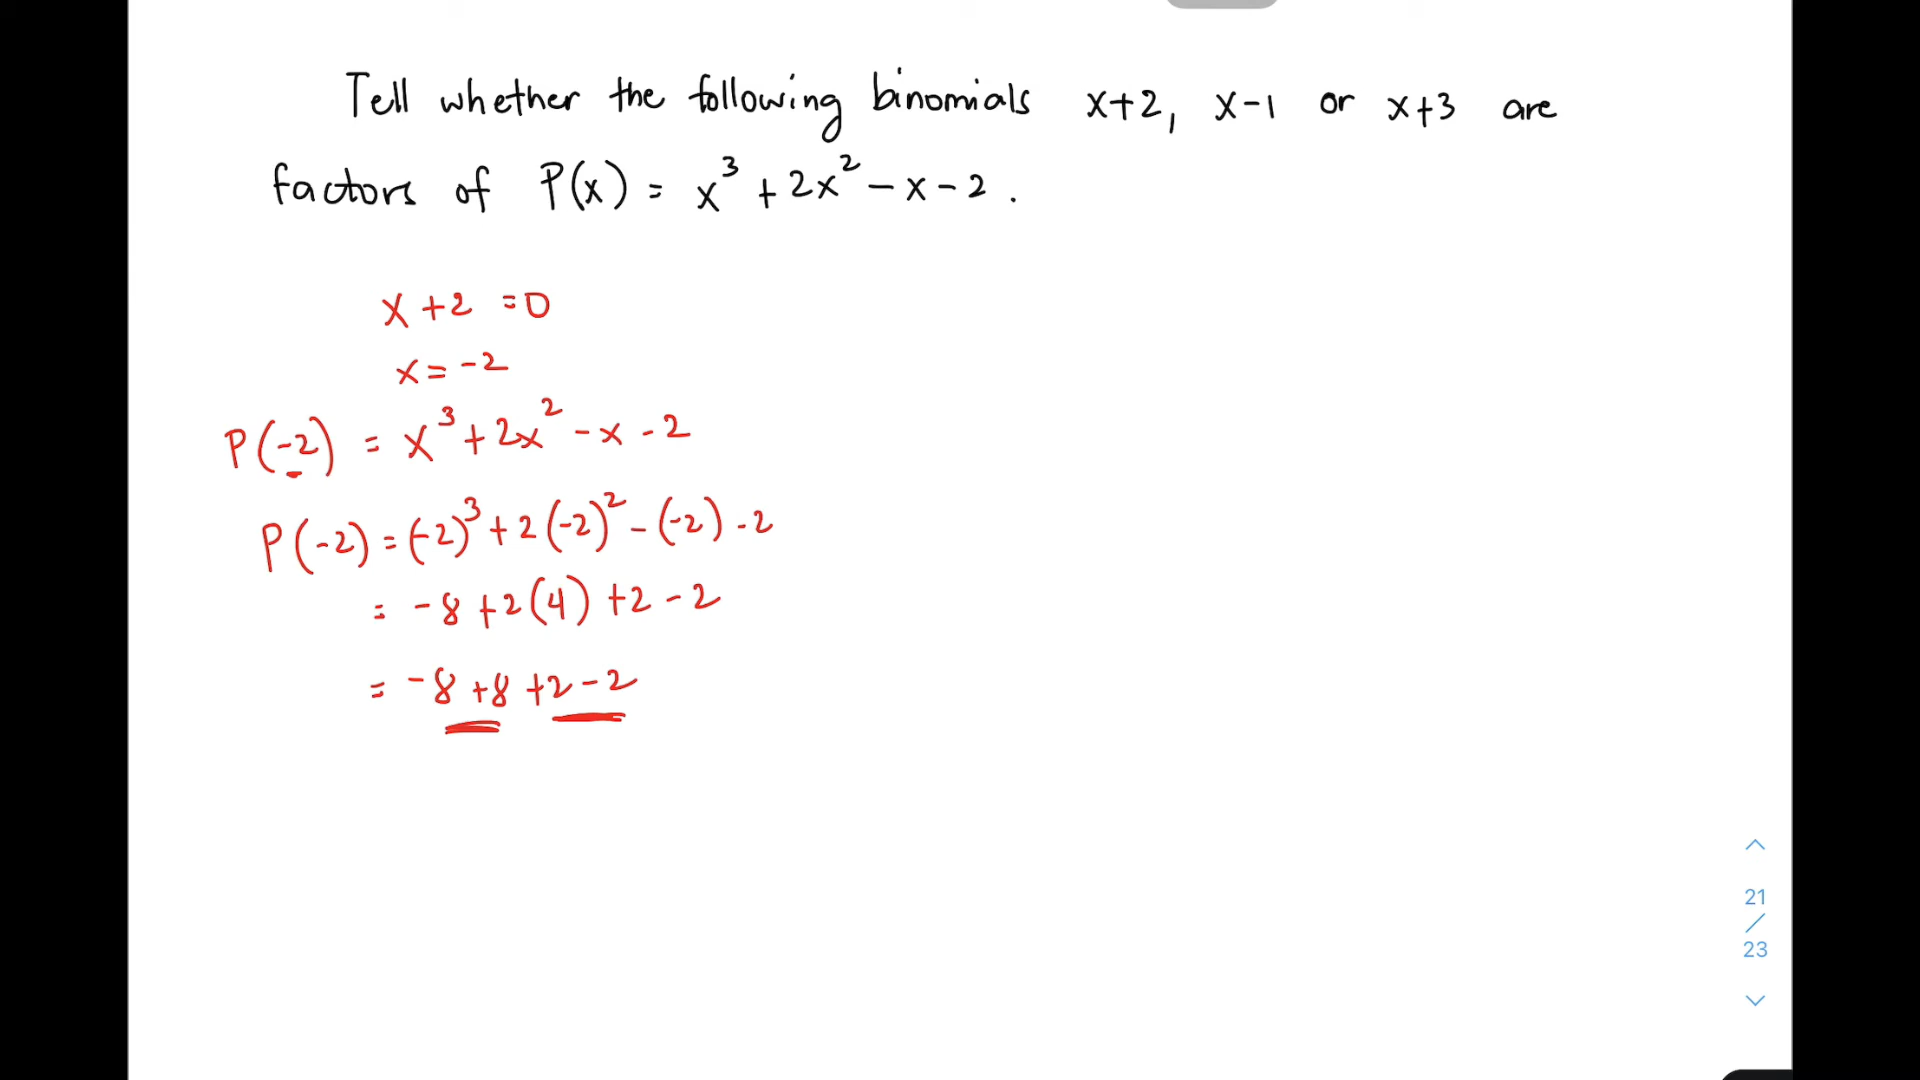 Tell whether the following binomials x+2, x-1 or x+3 are
factors of P(x) = x³ + 2x² - x - 2 .
x + 2 = 0
x = -2
P(-2) = x³ + 2x² - x - 2
P(-2) = (-2)³ + 2(-2)² - (-2) - 2
= -8 + 2(4) + 2 - 2
= -8 + 8 + 2 - 2
21
/
23